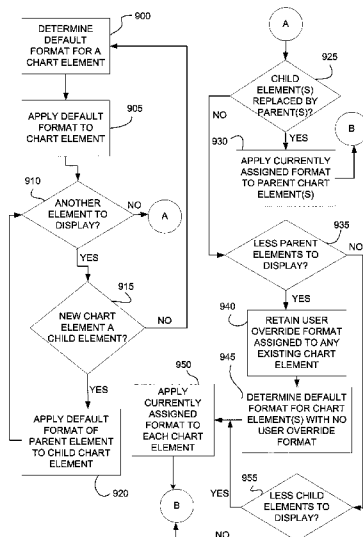 900
DETERMINE
DEFAULT
FORMAT FOR A
CHART ELEMENT
905
APPLY DEFAULT
FORMAT TO
CHART ELEMENT
910
ANOTHER
ELEMENT TO
DISPLAY?
NO
A
YES
915
NEW CHART
ELEMENT A
CHILD ELEMENT?
NO
YES
APPLY DEFAULT
FORMAT OF
PARENT ELEMENT
TO CHILD CHART
ELEMENT
920
A
925
CHILD
ELEMENT(S)
REPLACED BY
PARENT(S)?
NO
YES
B
930
APPLY CURRENTLY
ASSIGNED FORMAT
TO PARENT CHART
ELEMENT(S)
935
LESS PARENT
ELEMENTS TO
DISPLAY?
NO
YES
940
RETAIN USER
OVERRIDE FORMAT
ASSIGNED TO ANY
EXISTING CHART
ELEMENT
945
DETERMINE DEFAULT
FORMAT FOR CHART
ELEMENT(S) WITH NO
USER OVERRIDE
FORMAT
950
APPLY
CURRENTLY
ASSIGNED
FORMAT TO
EACH CHART
ELEMENT
B
YES
955
LESS CHILD
ELEMENTS TO
DISPLAY?
NO